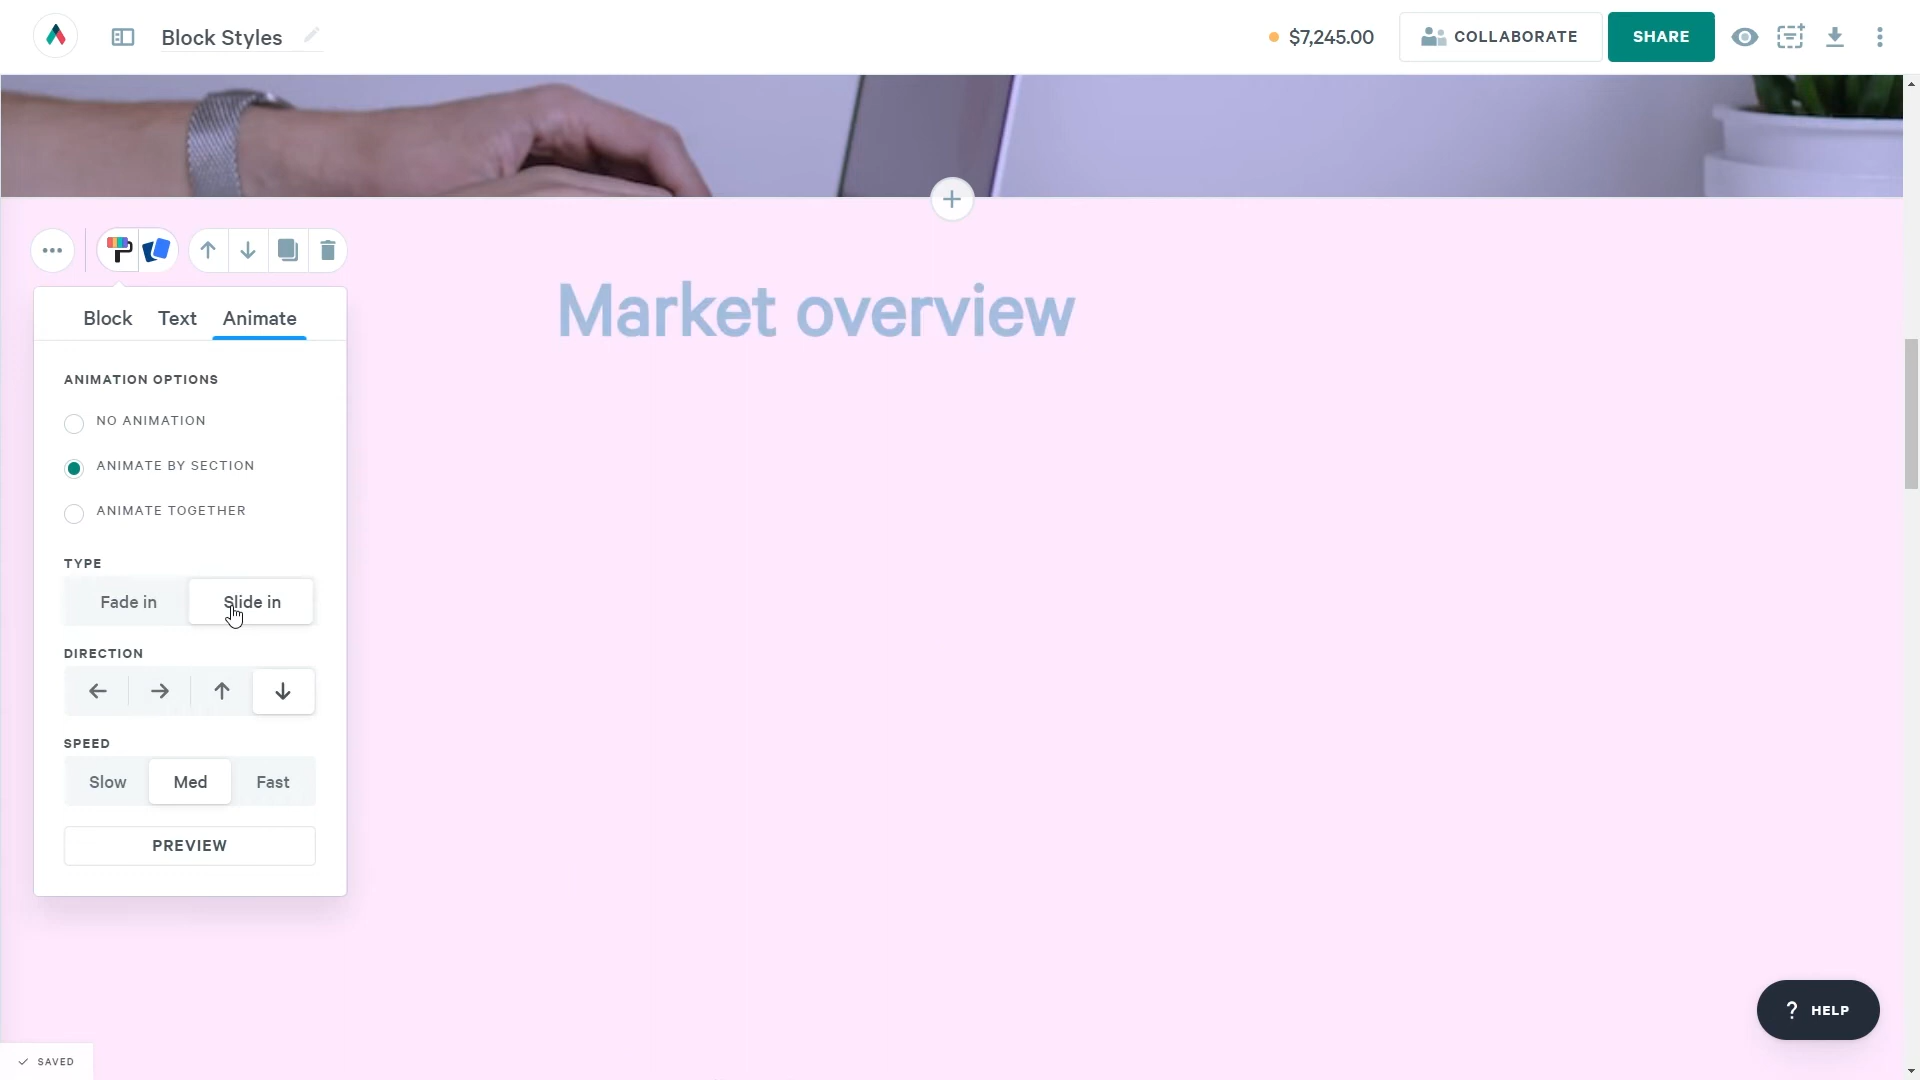 Block Styles
$7,245.00
COLLABORATE
SHARE
Market overview
Block Text Animate
ANIMATION OPTIONS
NO ANIMATION
ANIMATE BY SECTION
ANIMATE TOGETHER
TYPE
Fade in Slide in
DIRECTION
SPEED
Slow Med Fast
PREVIEW
? HELP
SAVED